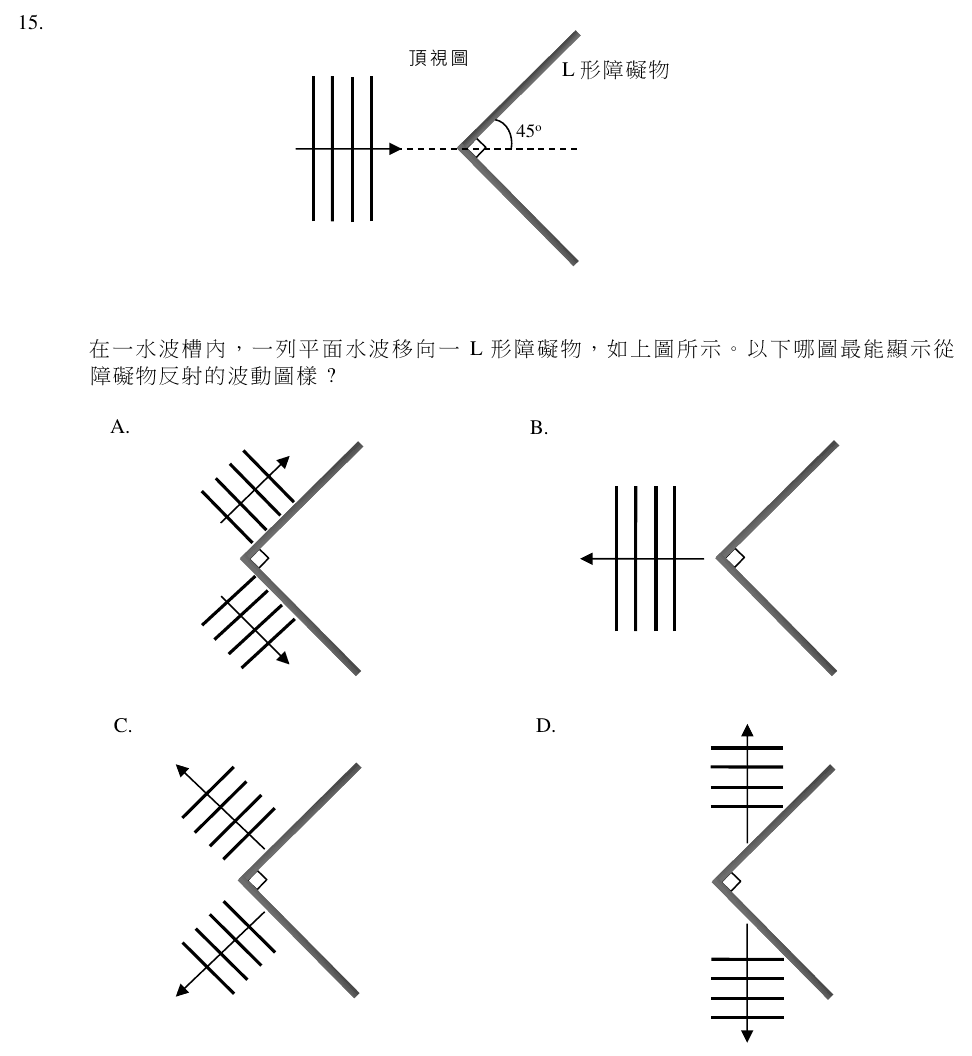 15.
頂視圖
L 形障礙物
45º
在一水波槽內，一列平面水波移向一 L 形障礙物，如上圖所示。以下哪圖最能顯示從
障礙物反射的波動圖樣？
A.
B.
C.
D.